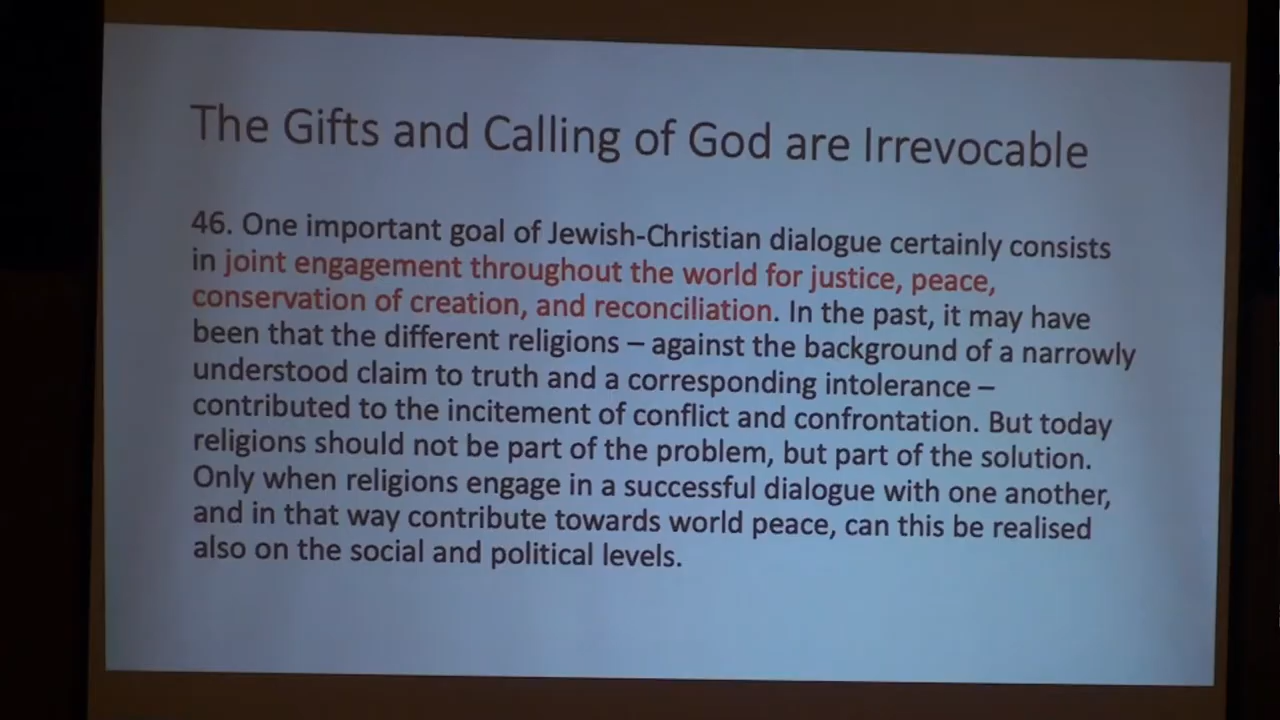 The Gifts and Calling of God are Irrevocable
46. One important goal of Jewish-Christian dialogue certainly consists
in joint engagement throughout the world for justice, peace,
conservation of creation, and reconciliation. In the past, it may have
been that the different religions – against the background of a narrowly
understood claim to truth and a corresponding intolerance –
contributed to the incitement of conflict and confrontation. But today
religions should not be part of the problem, but part of the solution.
Only when religions engage in a successful dialogue with one another,
and in that way contribute towards world peace, can this be realised
also on the social and political levels.